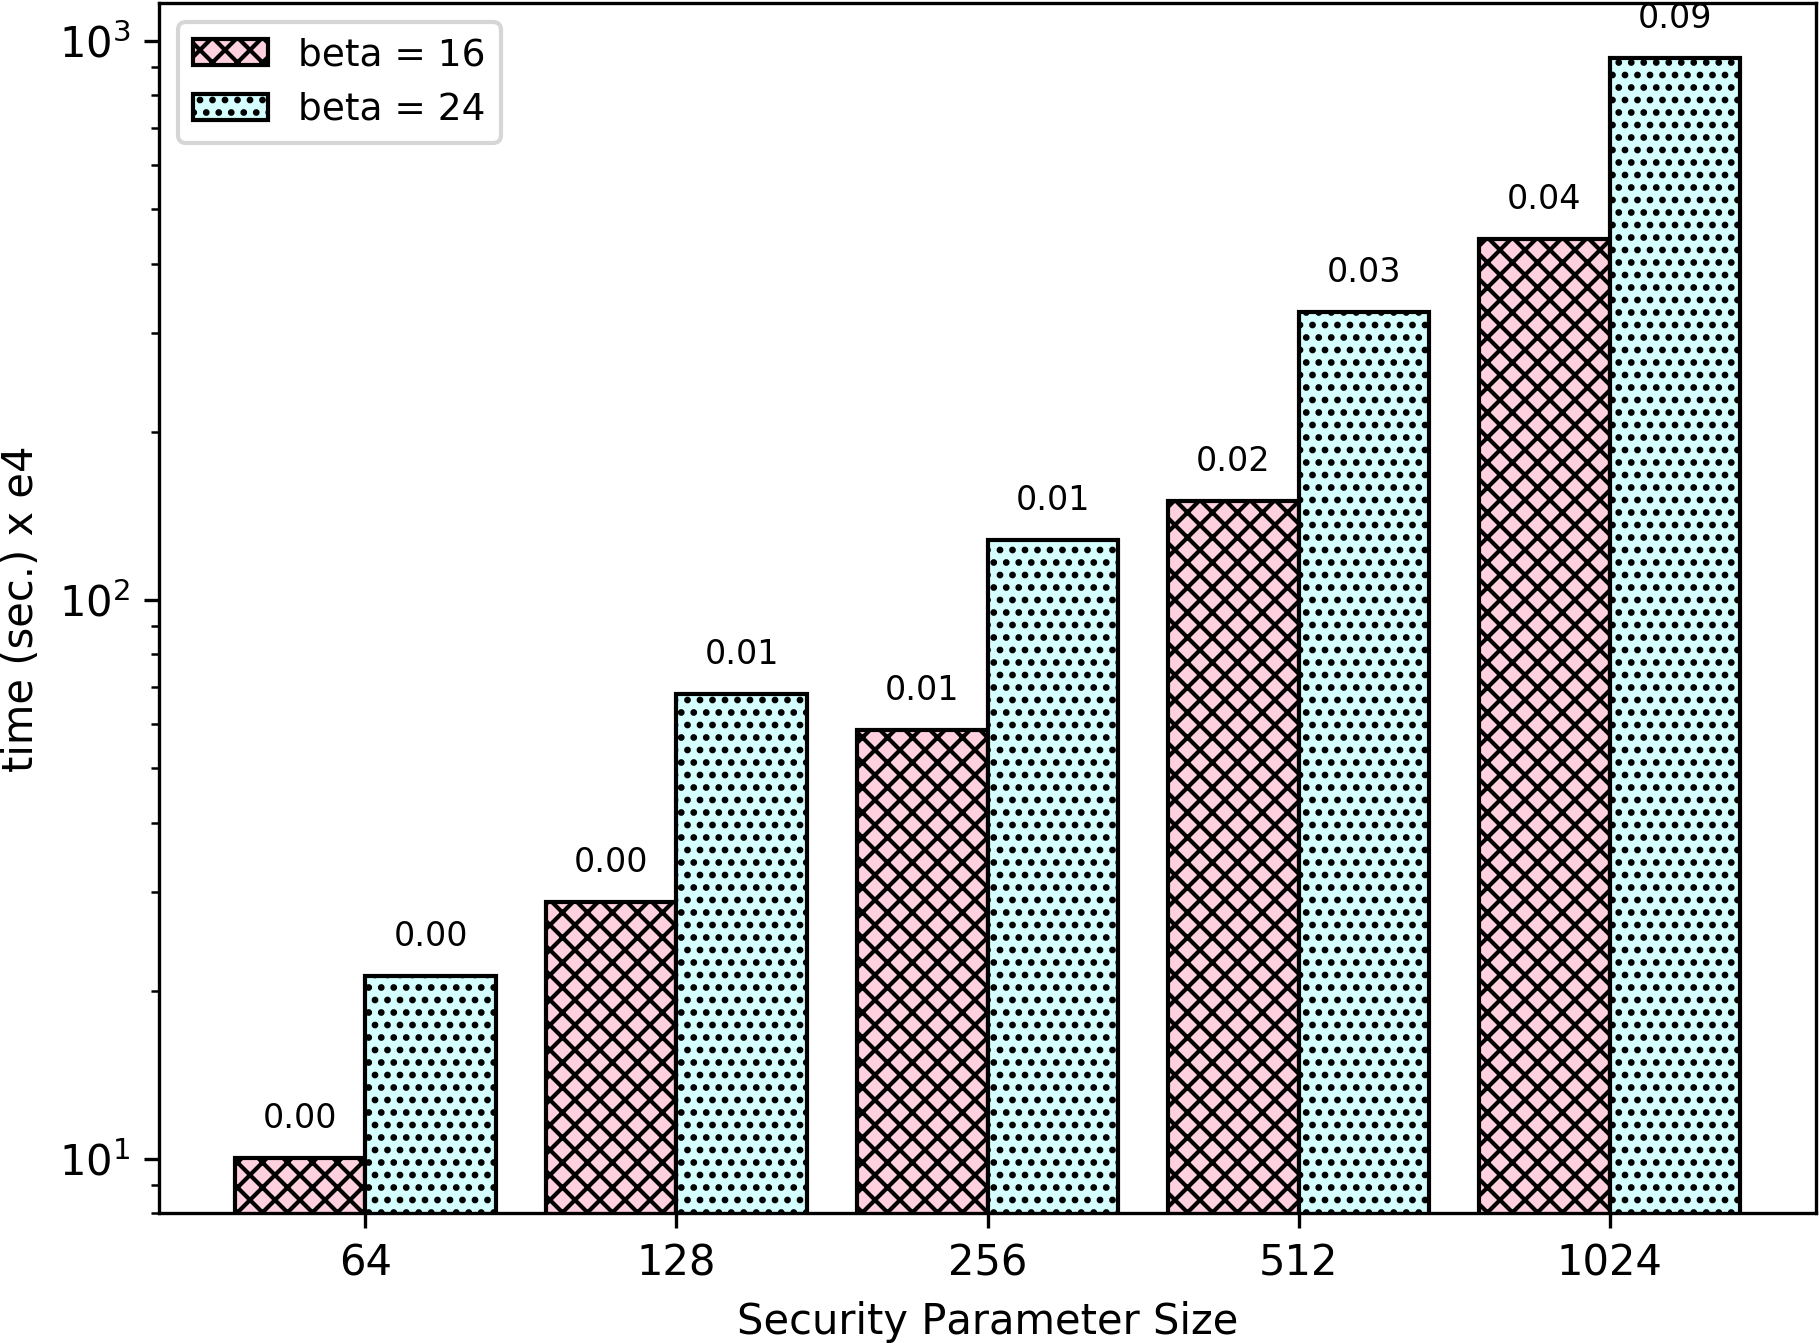 beta = 16
beta = 24
time (sec.) x e4
10³
10²
10¹
0.00
0.00
0.00
0.01
0.01
0.01
0.02
0.03
0.04
0.09
64 128 256 512 1024
Security Parameter Size